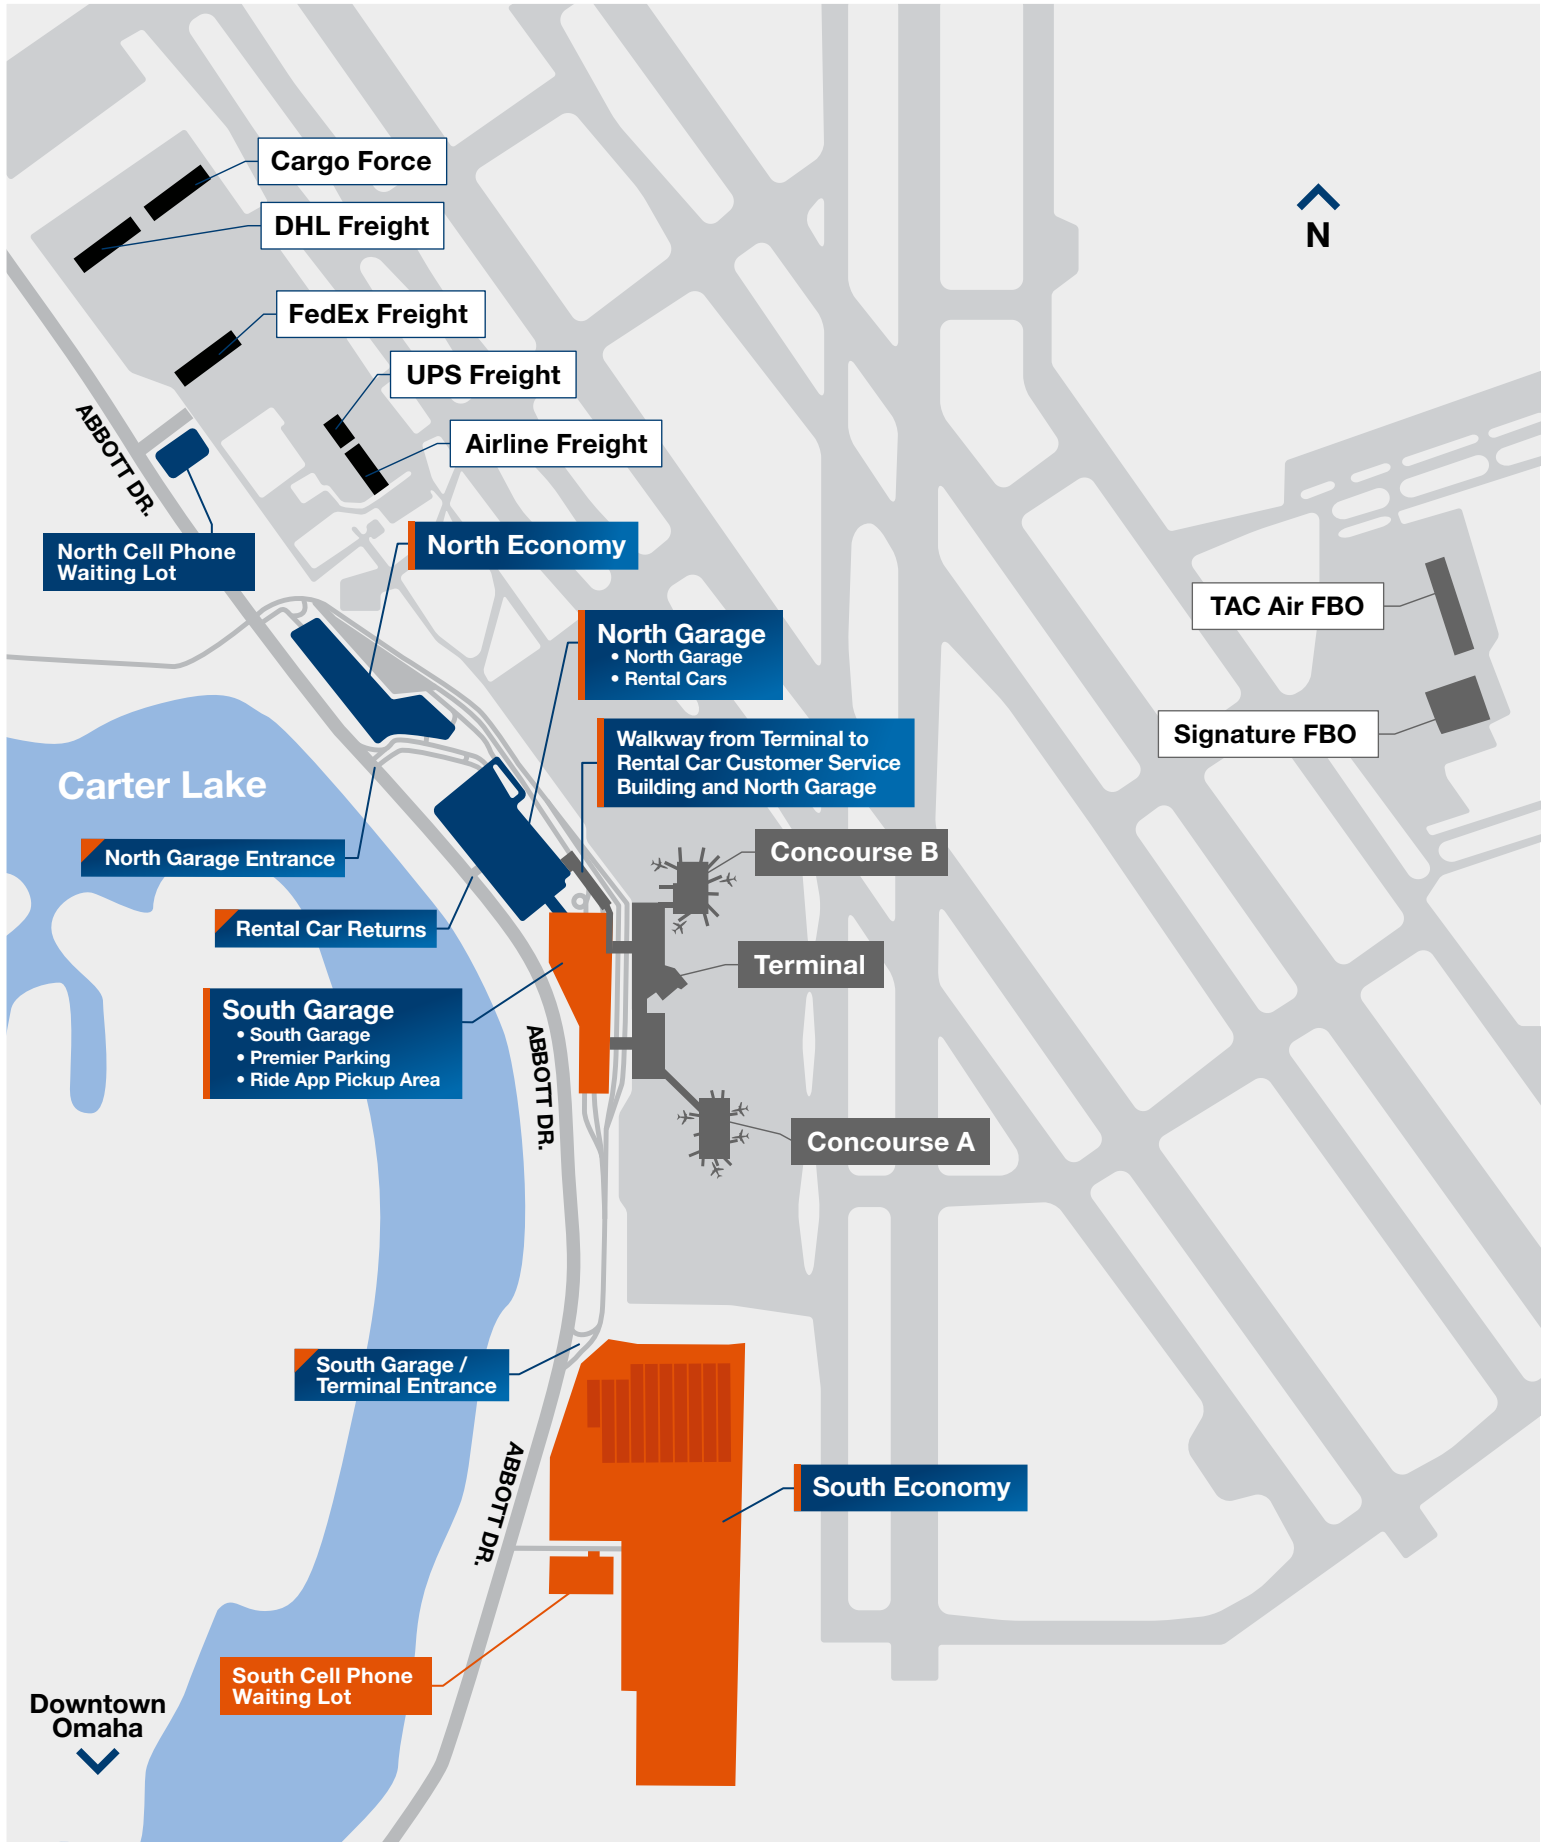 Cargo Force
DHL Freight
N
FedEx Freight
UPS Freight
ABBOTT DR.
Airline Freight
North Cell Phone
Waiting Lot
North Economy
TAC Air FBO
North Garage
• North Garage
• Rental Cars
Signature FBO
Walkway from Terminal to
Rental Car Customer Service
Building and North Garage
Carter Lake
North Garage Entrance
Concourse B
Rental Car Returns
Terminal
South Garage
• South Garage
• Premier Parking
• Ride App Pickup Area
ABBOTT DR.
Concourse A
South Garage /
Terminal Entrance
ABBOTT DR.
South Economy
South Cell Phone
Waiting Lot
Downtown
Omaha